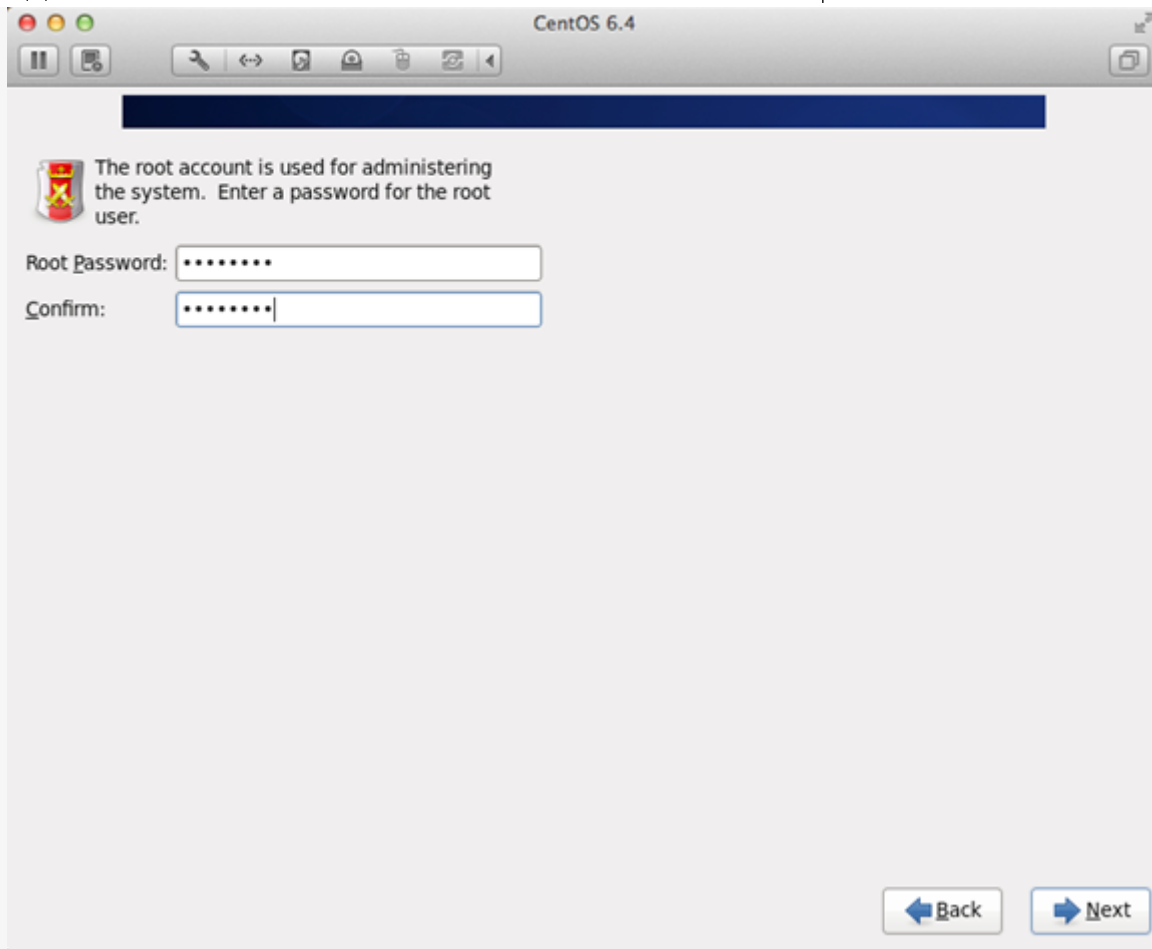 CentOS 6.4
The root account is used for administering
the system. Enter a password for the root
user.
Root Password: ••••••••
Confirm: ••••••••
Back Next